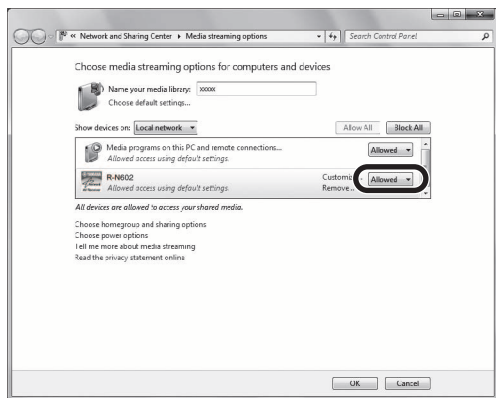 « Network and Sharing Center ▸ Media streaming options
Search Control Panel
Choose media streaming options for computers and devices
Name your media library: xxxxx
Choose default settings...
Show devices on: Local network
Allow All
Block All
Media programs on this PC and remote connections...
Allowed access using default settings.
Allowed
R-N602
Allowed access using default settings.
Customize
Remove...
Allowed
All devices are allowed to access your shared media.
Choose homegroup and sharing options
Choose power options
Tell me more about media streaming
Read the privacy statement online
OK
Cancel